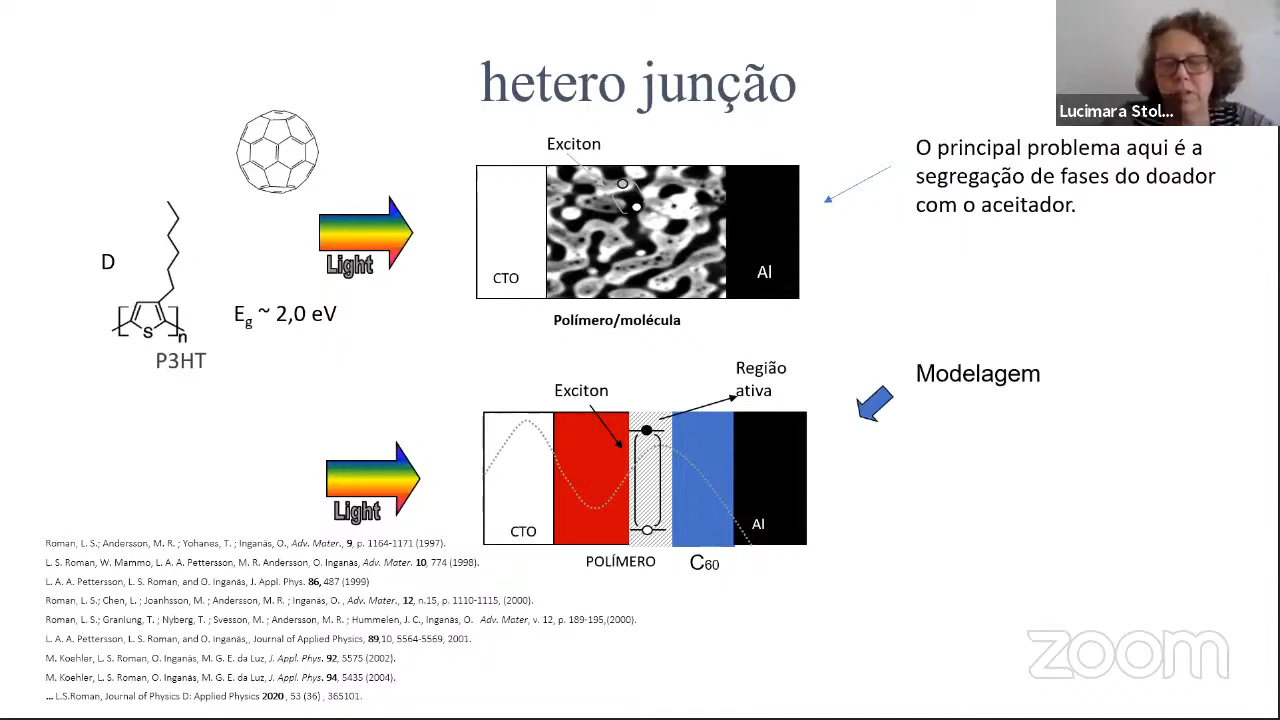 hetero junção
Lucimara Stol...
Exciton
O principal problema aqui é a
segregação de fases do doador
com o aceitador.
D
Light
CTO
Al
Eg ~ 2,0 eV
S
n
P3HT
Polímero/molécula
Região
ativa
Exciton
Modelagem
Light
CTO
Al
POLÍMERO
C60
Roman, L. S.; Andersson, M. R. ; Yohanes, T. ; Inganäs, O., Adv. Mater., 9, p. 1164-1171 (1997).
L. S. Roman, W. Mammo, L. A. A. Pettersson, M. R. Andersson, O. Inganäs, Adv. Mater. 10, 774 (1998).
L. A. A. Pettersson, L. S. Roman, and O. Inganäs, J. Appl. Phys. 86, 487 (1999)
Roman, L. S.; Chen, L. ; Joanhsson, M. ; Andersson, M. R. ; Inganäs, O. , Adv. Mater., 12, n.15, p. 1110-1115, (2000).
Roman, L. S.; Granlung, T. ; Nyberg, T. ; Svesson, M. ; Andersson, M. R. ; Hummelen, J. C., Inganäs, O. Adv. Mater, v. 12, p. 189-195,(2000).
L. A. A. Pettersson, L. S. Roman, and O. Inganäs,, Journal of Applied Physics, 89,10, 5564-5569, 2001.
M. Koehler, L. S. Roman, O. Inganäs, M. G. E. da Luz, J. Appl. Phys. 92, 5575 (2002).
M. Koehler, L. S. Roman, O. Inganäs, M. G. E. da Luz, J. Appl. Phys. 94, 5435 (2004).
... L.S.Roman, Journal of Physics D: Applied Physics 2020 , 53 (36) , 365101.
zoom